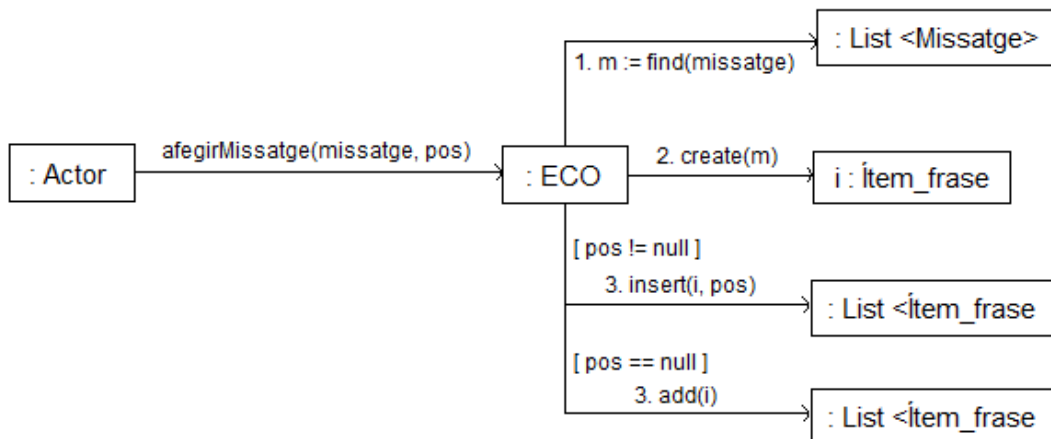 : List <Missatge>
1. m := find(missatge)
afegirMissatge(missatge, pos)
2. create(m)
: Actor
: ECO
i : Ítem_frase
[ pos != null ]
3. insert(i, pos)
: List <Ítem_frase
[ pos == null ]
3. add(i)
: List <Ítem_frase